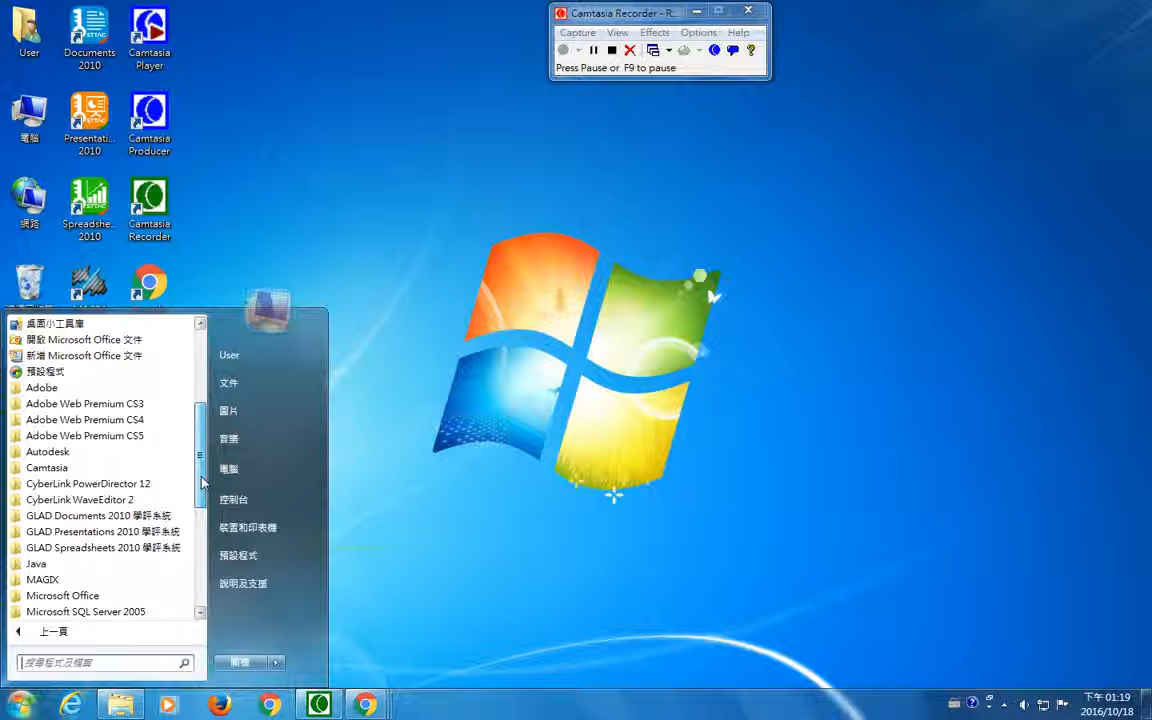 User
Documents 2010
Camtasia Player
電腦
Presentati... 2010
Camtasia Producer
網路
Spreadshe... 2010
Camtasia Recorder
Camtasia Recorder - R...
Capture View Effects Options Help
Press Pause or F9 to pause
桌面小工具庫
開啟 Microsoft Office 文件
新增 Microsoft Office 文件
預設程式
Adobe
Adobe Web Premium CS3
Adobe Web Premium CS4
Adobe Web Premium CS5
Autodesk
Camtasia
CyberLink PowerDirector 12
CyberLink WaveEditor 2
GLAD Documents 2010 學評系統
GLAD Presentations 2010 學評系統
GLAD Spreadsheets 2010 學評系統
Java
MAGIX
Microsoft Office
Microsoft SQL Server 2005
上一頁
搜尋程式及檔案
User
文件
圖片
音樂
電腦
控制台
裝置和印表機
預設程式
說明及支援
關機
下午 01:19
2016/10/18